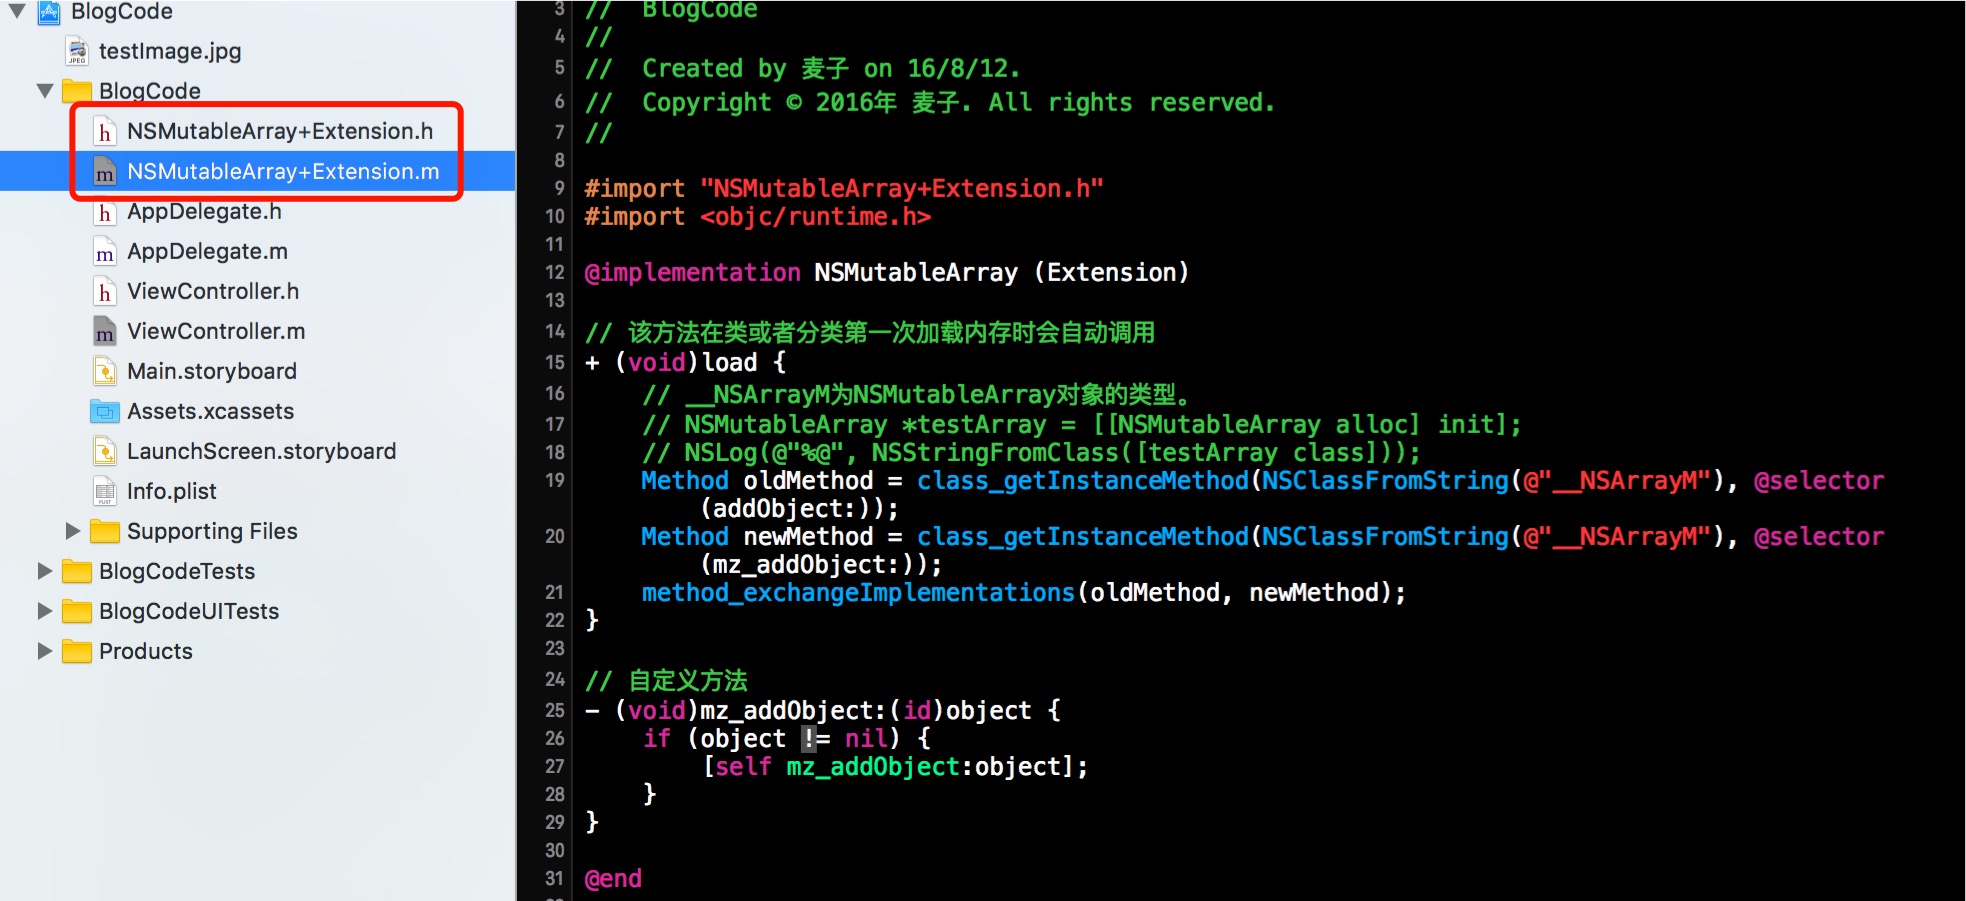 BlogCode
testImage.jpg
BlogCode
NSMutableArray+Extension.h
NSMutableArray+Extension.m
AppDelegate.h
AppDelegate.m
ViewController.h
ViewController.m
Main.storyboard
Assets.xcassets
LaunchScreen.storyboard
Info.plist
Supporting Files
BlogCodeTests
BlogCodeUITests
Products
3 //  BlogCode
4 //
5 //  Created by 麦子 on 16/8/12.
6 //  Copyright © 2016年 麦子. All rights reserved.
7 //
8
9 #import "NSMutableArray+Extension.h"
10 #import <objc/runtime.h>
11
12 @implementation NSMutableArray (Extension)
13
14 // 该方法在类或者分类第一次加载内存时会自动调用
15 + (void)load {
16     // __NSArrayM为NSMutableArray对象的类型。
17     // NSMutableArray *testArray = [[NSMutableArray alloc] init];
18     // NSLog(@"%@", NSStringFromClass([testArray class]));
19     Method oldMethod = class_getInstanceMethod(NSClassFromString(@"__NSArrayM"), @selector
(addObject:));
20     Method newMethod = class_getInstanceMethod(NSClassFromString(@"__NSArrayM"), @selector
(mz_addObject:));
21     method_exchangeImplementations(oldMethod, newMethod);
22 }
23
24 // 自定义方法
25 - (void)mz_addObject:(id)object {
26     if (object != nil) {
27         [self mz_addObject:object];
28     }
29 }
30
31 @end